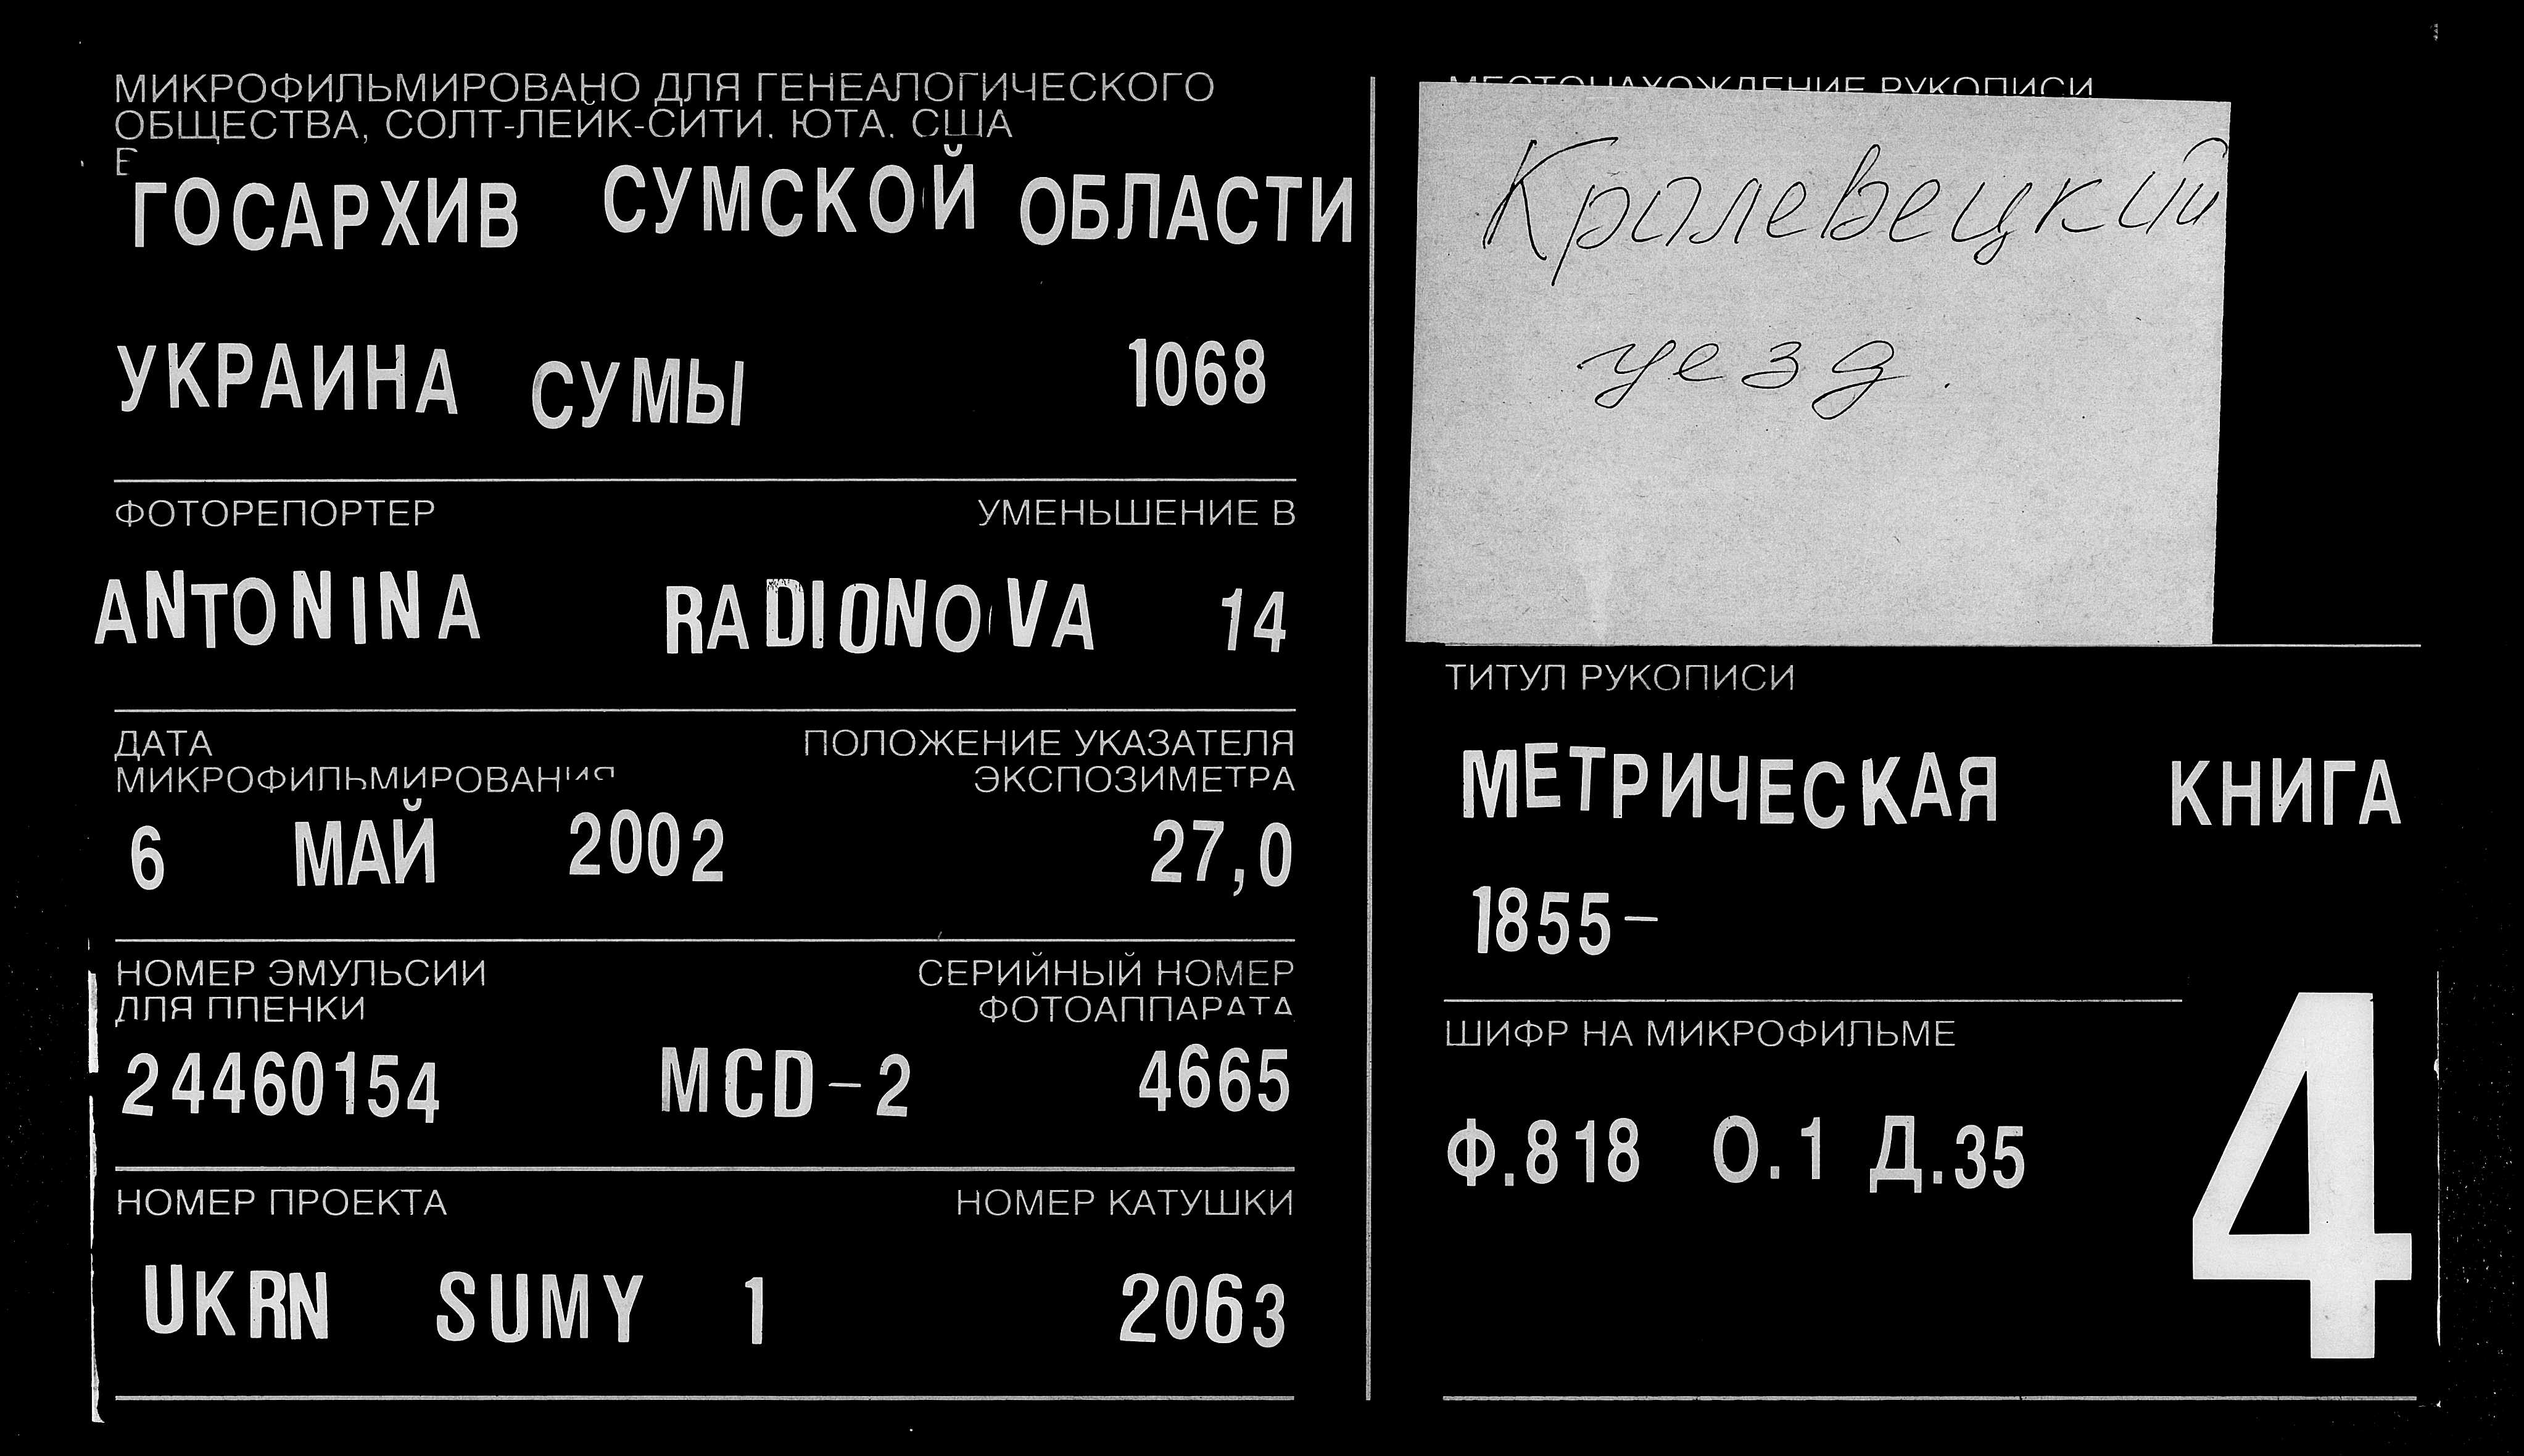 МИКРОФИЛЬМИРОВАНО ДЛЯ ГЕНЕАЛОГИЧЕСКОГО
ОБЩЕСТВА, СОЛТ-ЛЕЙК-СИТИ, ЮТА, США
В
ГОСАРХИВ СУМСКОЙ ОБЛАСТИ
УКРАИНА СУМЫ 1068
ФОТОРЕПОРТЕР УМЕНЬШЕНИЕ В
ANTONINA RADIONOVA 14
ДАТА ПОЛОЖЕНИЕ УКАЗАТЕЛЯ
МИКРОФИЛЬМИРОВАНИЯ ЭКСПОЗИМЕТРА
6 МАЙ 2002 27,0
НОМЕР ЭМУЛЬСИИ СЕРИЙНЫЙ НОМЕР
ДЛЯ ПЛЕНКИ ФОТОАППАРАТА
24460154 MCD-2 4665
НОМЕР ПРОЕКТА НОМЕР КАТУШКИ
UKRN SUMY 1 2063
МЕСТОНАХОЖДЕНИЕ РУКОПИСИ
Кролевецкий
уезд.
ТИТУЛ РУКОПИСИ
МЕТРИЧЕСКАЯ КНИГА
1855-
ШИФР НА МИКРОФИЛЬМЕ
Ф.818 О.1 Д.35
4